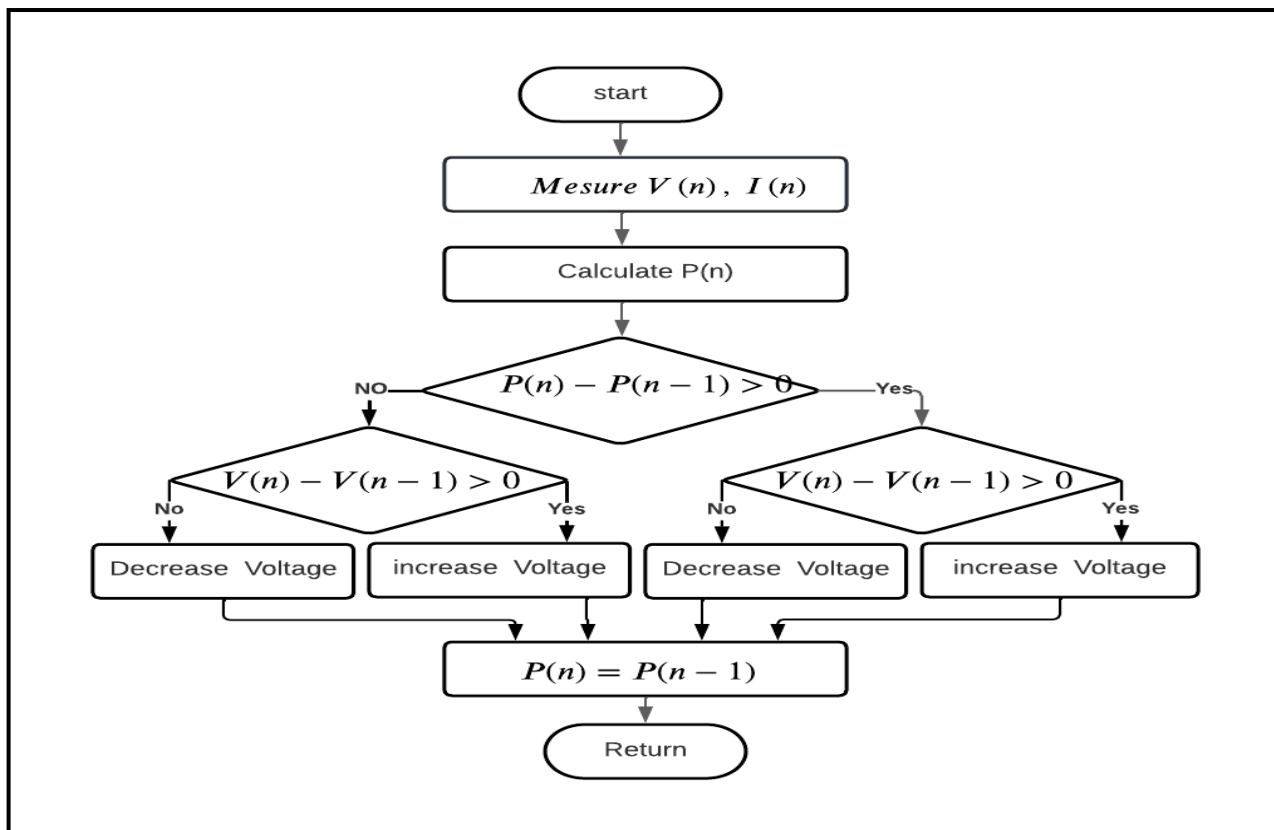 start
Mesure V (n) , I (n)
Calculate P(n)
P(n) − P(n − 1) > 0
NO
Yes
V(n) − V(n − 1) > 0
V(n) − V(n − 1) > 0
No
Yes
No
Yes
Decrease Voltage
increase Voltage
Decrease Voltage
increase Voltage
P(n) = P(n − 1)
Return